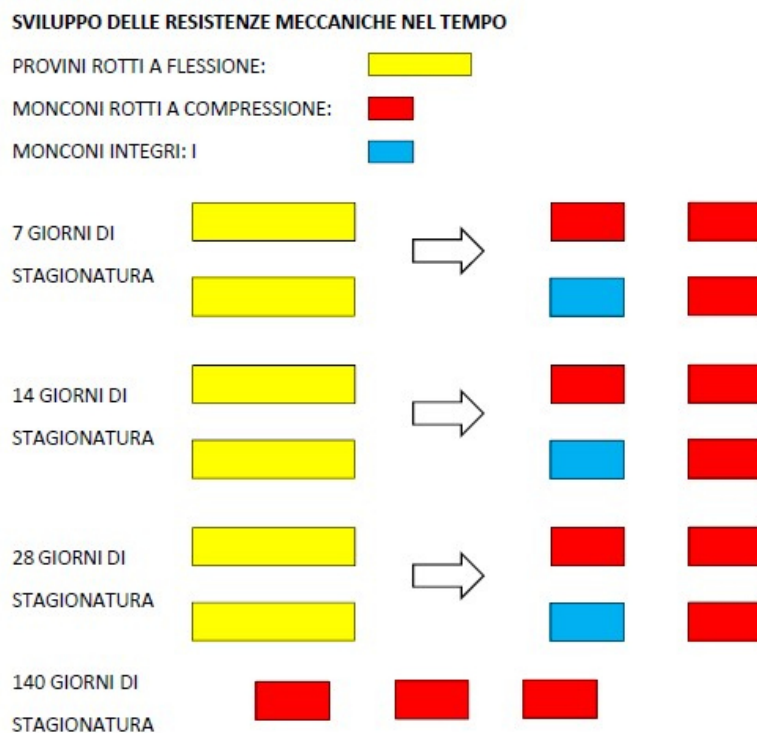 SVILUPPO DELLE RESISTENZE MECCANICHE NEL TEMPO
PROVINI ROTTI A FLESSIONE:
MONCONI ROTTI A COMPRESSIONE:
MONCONI INTEGRI: I
7 GIORNI DI
STAGIONATURA
14 GIORNI DI
STAGIONATURA
28 GIORNI DI
STAGIONATURA
140 GIORNI DI
STAGIONATURA